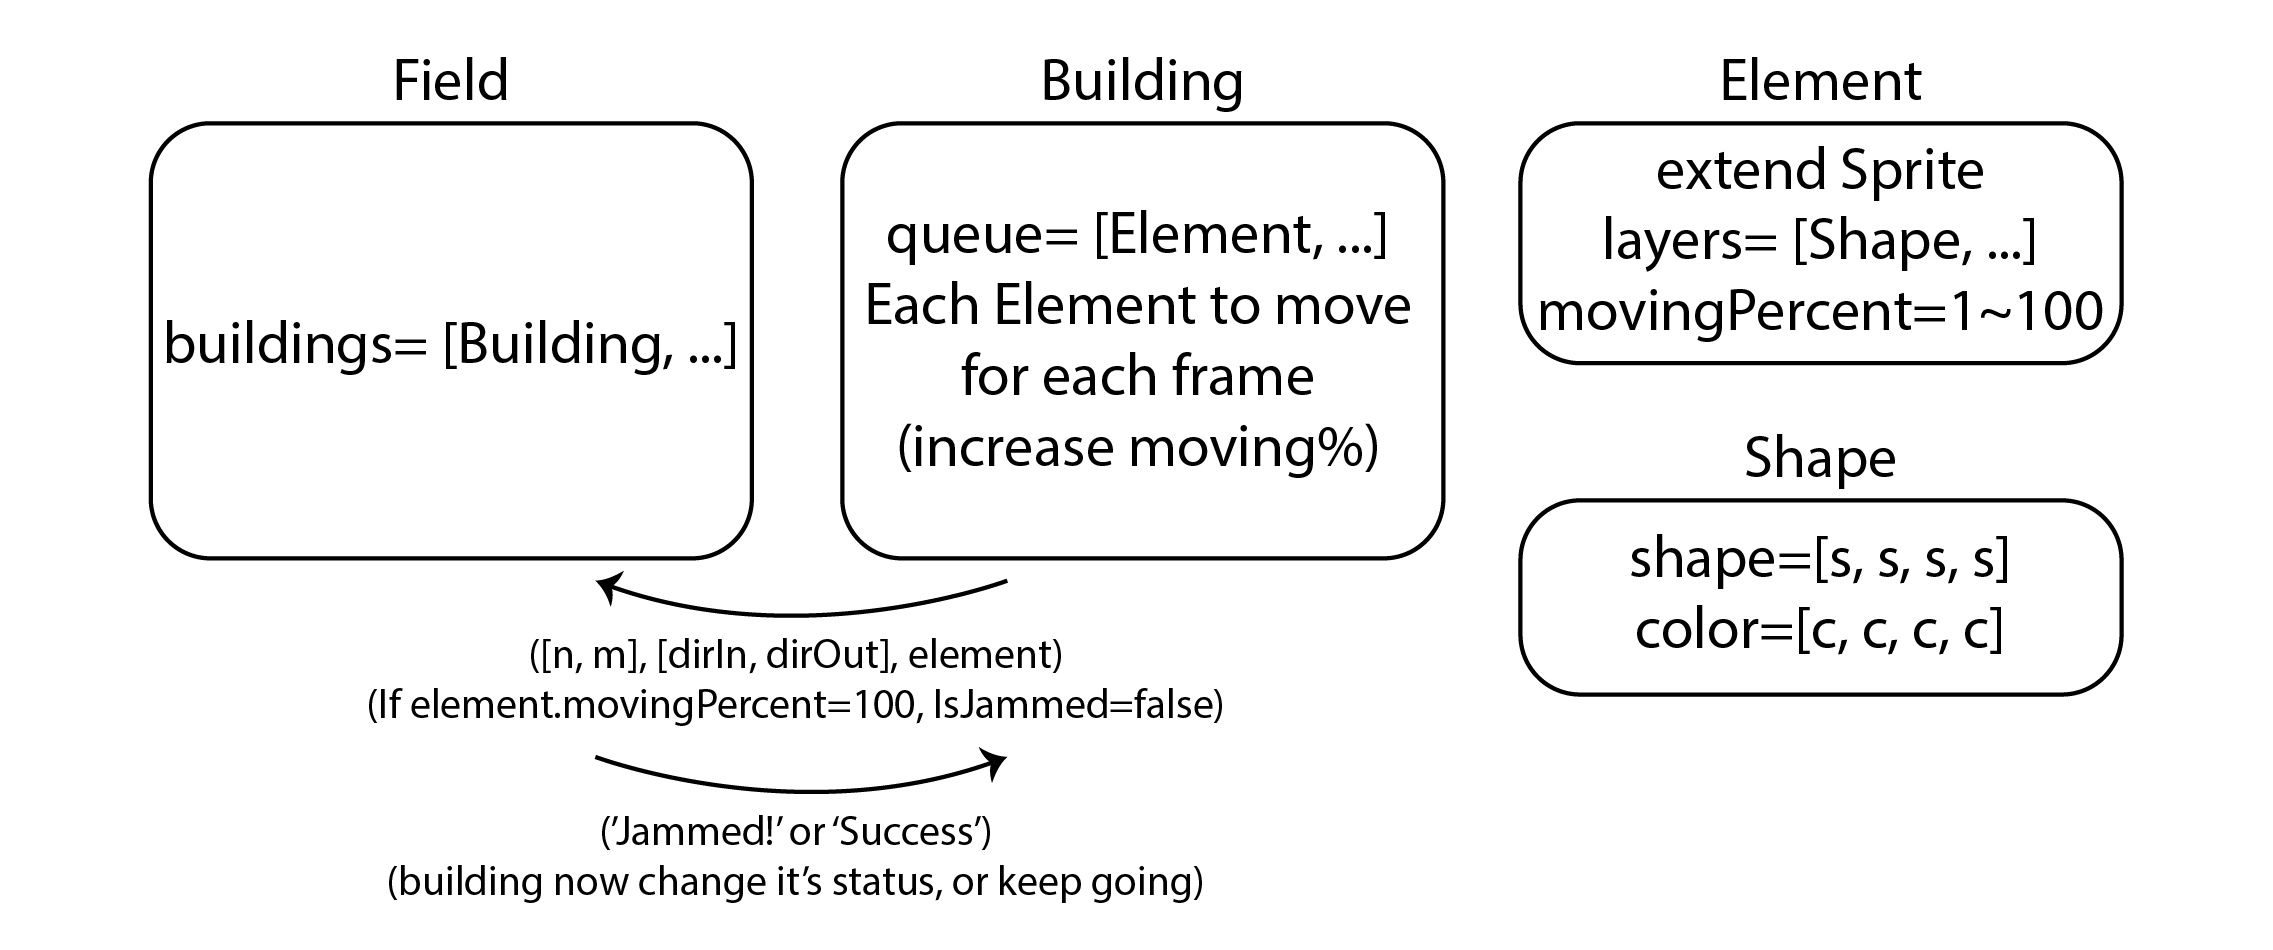 Field
buildings= [Building, ...]
Building
queue= [Element, ...]
Each Element to move
for each frame
(increase moving%)
Element
extend Sprite
layers= [Shape, ...]
movingPercent=1~100
Shape
shape=[s, s, s, s]
color=[c, c, c, c]
([n, m], [dirIn, dirOut], element)
(If element.movingPercent=100, IsJammed=false)
(’Jammed!’ or ‘Success’)
(building now change it’s status, or keep going)